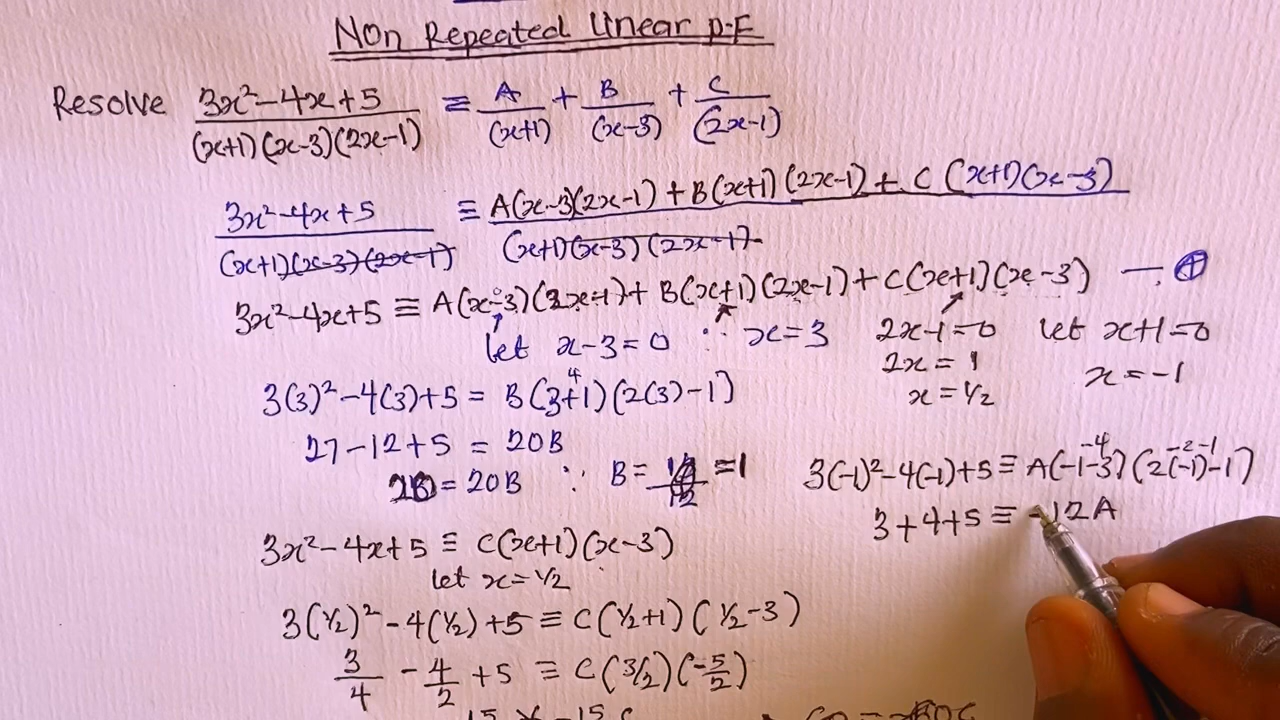 Non Repeated Linear P.F
Resolve (3x²-4x+5)/((x+1)(x-3)(2x-1)) ≡ A/(x+1) + B/(x-3) + C/(2x-1)
(3x²-4x+5)/((x+1)(x-3)(2x-1)) ≡ (A(x-3)(2x-1) + B(x+1)(2x-1) + C(x+1)(x-3))/((x+1)(x-3)(2x-1))
3x²-4x+5 ≡ A(x-3)(2x-1) + B(x+1)(2x-1) + C(x+1)(x-3) — ⊕
let x-3=0 ∴ x=3
3(3)²-4(3)+5 = B(3+1)(2(3)-1)
4
27-12+5 = 20B
20 = 20B ∴ B= =1
3x²-4x+5 ≡ C(x+1)(x-3)
let x=1/2
3(1/2)²-4(1/2)+5 ≡ C(1/2+1)(1/2-3)
3/4 - 4/2 +5 ≡ C(3/2)(-5/2)
2x-1=0
2x=1
x=1/2
let x+1=0
x=-1
3(-1)²-4(-1)+5 ≡ A(-1-3)(2(-1)-1)
-4 -2-1
3+4+5 ≡ -12A